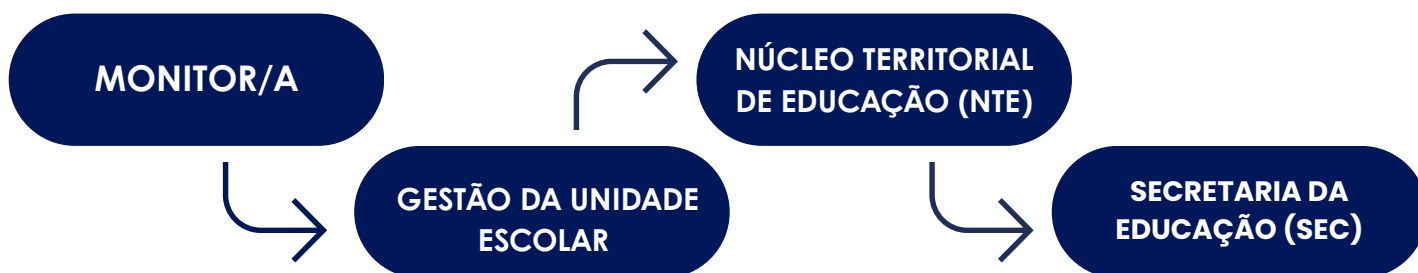 MONITOR/A
GESTÃO DA UNIDADE
ESCOLAR
NÚCLEO TERRITORIAL
DE EDUCAÇÃO (NTE)
SECRETARIA DA
EDUCAÇÃO (SEC)